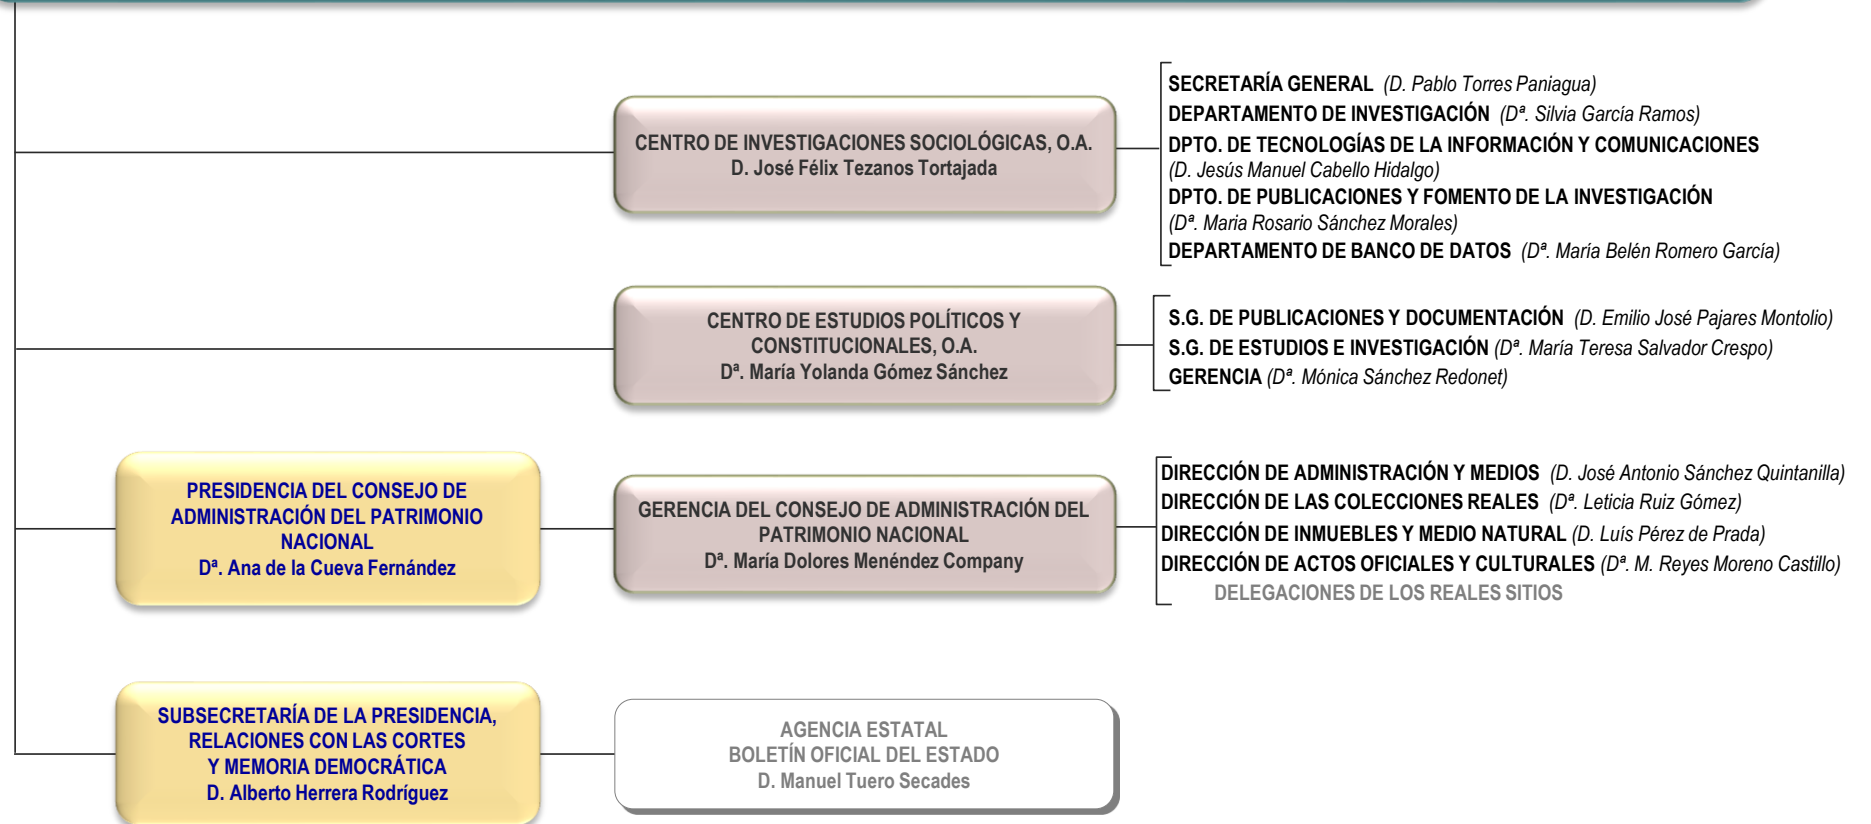 CENTRO DE INVESTIGACIONES SOCIOLÓGICAS, O.A.
D. José Félix Tezanos Tortajada
SECRETARÍA GENERAL (D. Pablo Torres Paniagua)
DEPARTAMENTO DE INVESTIGACIÓN (Dª. Silvia García Ramos)
DPTO. DE TECNOLOGÍAS DE LA INFORMACIÓN Y COMUNICACIONES
(D. Jesús Manuel Cabello Hidalgo)
DPTO. DE PUBLICACIONES Y FOMENTO DE LA INVESTIGACIÓN
(Dª. Maria Rosario Sánchez Morales)
DEPARTAMENTO DE BANCO DE DATOS (Dª. María Belén Romero García)
CENTRO DE ESTUDIOS POLÍTICOS Y
CONSTITUCIONALES, O.A.
Dª. María Yolanda Gómez Sánchez
S.G. DE PUBLICACIONES Y DOCUMENTACIÓN (D. Emilio José Pajares Montolio)
S.G. DE ESTUDIOS E INVESTIGACIÓN (Dª. María Teresa Salvador Crespo)
GERENCIA (Dª. Mónica Sánchez Redonet)
PRESIDENCIA DEL CONSEJO DE
ADMINISTRACIÓN DEL PATRIMONIO
NACIONAL
Dª. Ana de la Cueva Fernández
GERENCIA DEL CONSEJO DE ADMINISTRACIÓN DEL
PATRIMONIO NACIONAL
Dª. María Dolores Menéndez Company
DIRECCIÓN DE ADMINISTRACIÓN Y MEDIOS (D. José Antonio Sánchez Quintanilla)
DIRECCIÓN DE LAS COLECCIONES REALES (Dª. Leticia Ruiz Gómez)
DIRECCIÓN DE INMUEBLES Y MEDIO NATURAL (D. Luís Pérez de Prada)
DIRECCIÓN DE ACTOS OFICIALES Y CULTURALES (Dª. M. Reyes Moreno Castillo)
DELEGACIONES DE LOS REALES SITIOS
SUBSECRETARÍA DE LA PRESIDENCIA,
RELACIONES CON LAS CORTES
Y MEMORIA DEMOCRÁTICA
D. Alberto Herrera Rodríguez
AGENCIA ESTATAL
BOLETÍN OFICIAL DEL ESTADO
D. Manuel Tuero Secades